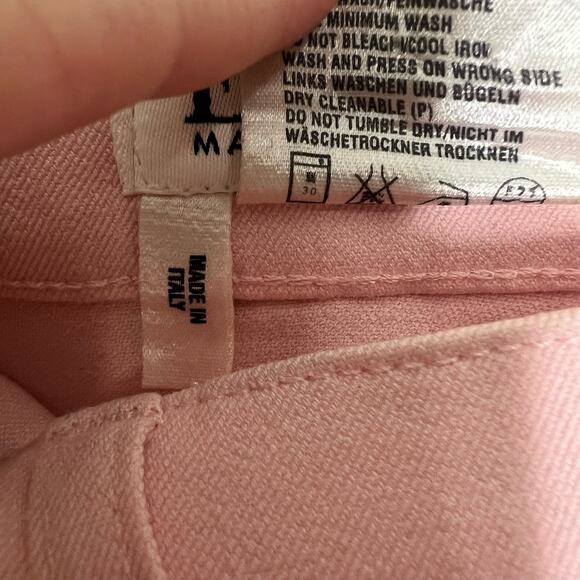 MINIMUM WASH
DO NOT BLEACH/COOL IRON
WASH AND PRESS ON WRONG SIDE
LINKS WASCHEN UND BÜGELN
DRY CLEANABLE (P)
DO NOT TUMBLE DRY/NICHT IM
WÄSCHETROCKNER TROCKNEN
30
MADE IN
ITALY